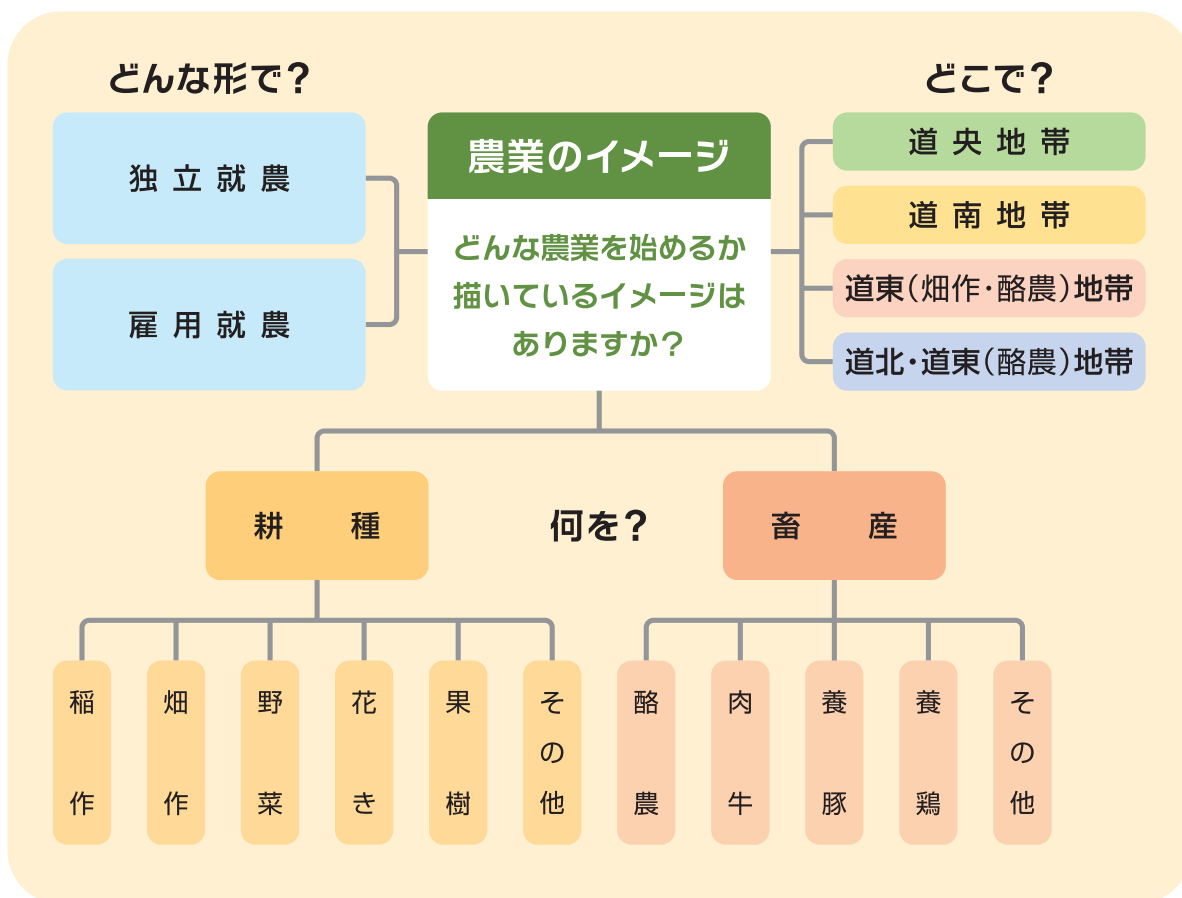 どんな形で？
独立就農
雇用就農
農業のイメージ
どんな農業を始めるか
描いているイメージは
ありますか？
どこで？
道央地帯
道南地帯
道東（畑作・酪農）地帯
道北・道東（酪農）地帯
何を？
耕種
畜産
稲作
畑作
野菜
花き
果樹
その他
酪農
肉牛
養豚
養鶏
その他